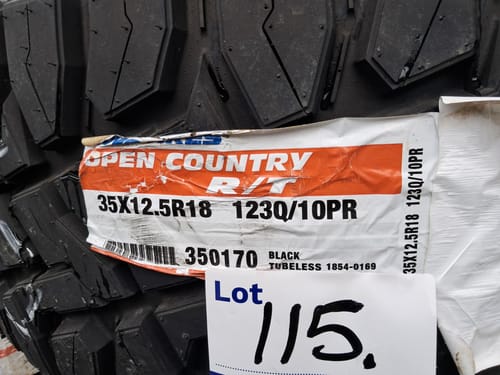 OPEN COUNTRY
R/T
35X12.5R18 123Q/10PR
350170 BLACK
TUBELESS 1854-0169
35X12.5R18 123Q/10PR
Lot
115.